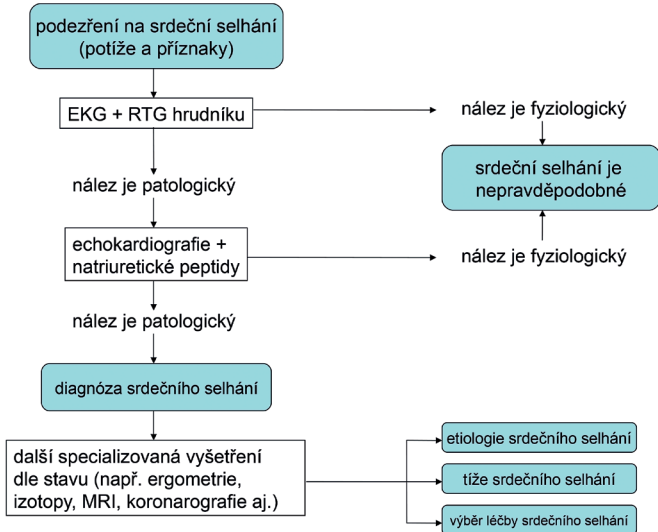 podezření na srdeční selhání
(potíže a příznaky)
EKG + RTG hrudníku
nález je fyziologický
nález je patologický
srdeční selhání je
nepravděpodobné
echokardiografie +
natriuretické peptidy
nález je fyziologický
nález je patologický
diagnóza srdečního selhání
další specializovaná vyšetření
dle stavu (např. ergometrie,
izotopy, MRI, koronarografie aj.)
etiologie srdečního selhání
tíže srdečního selhání
výběr léčby srdečního selhání